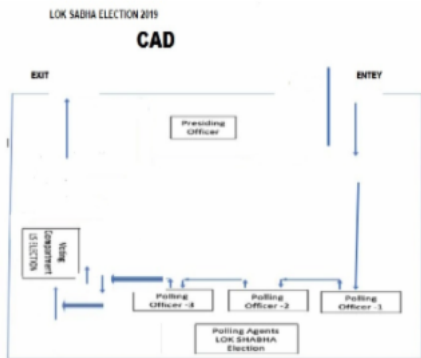 LOK SABHA ELECTION 2019
CAD
EXIT
ENTEY
Presiding
Officer
Voting
Compartment
LS ELECTION
Polling
Officer -3
Polling
Officer -2
Polling
Officer -1
Polling Agents
LOK SHABHA
Election